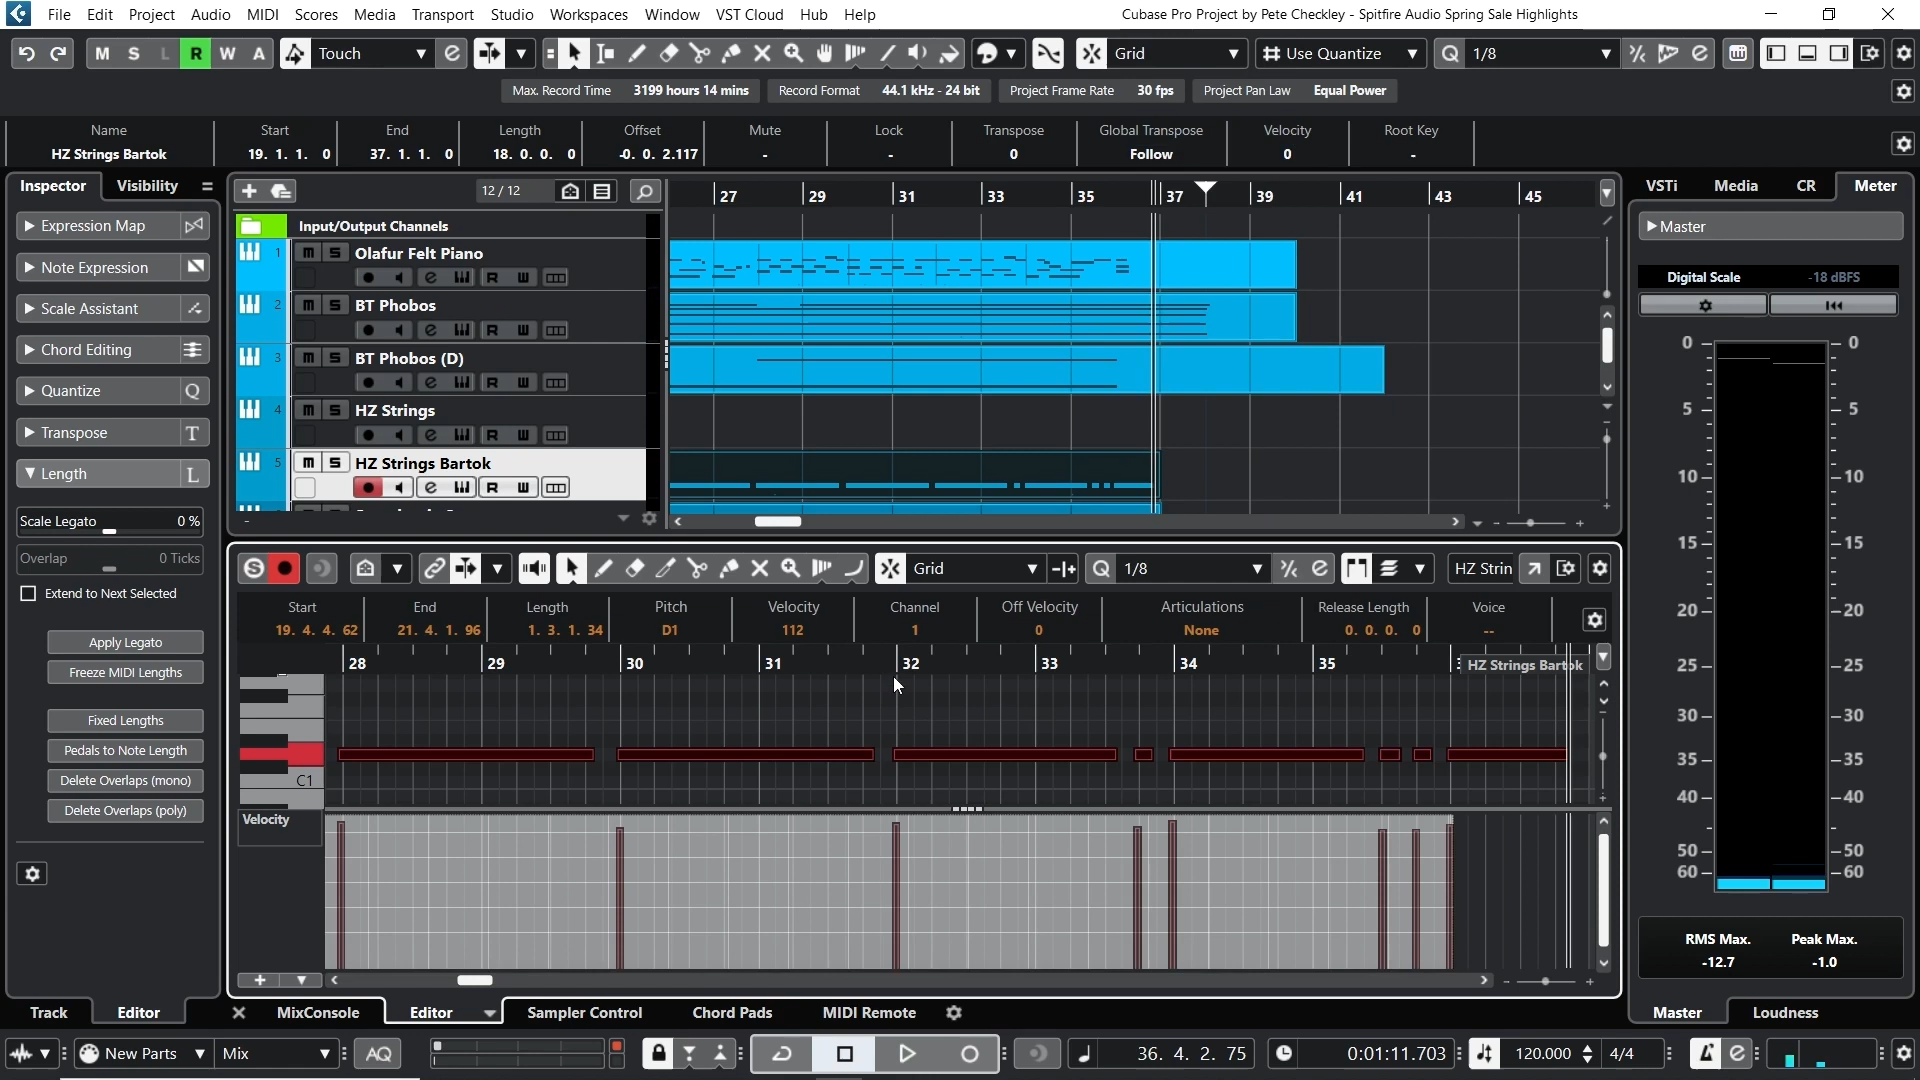 File Edit Project Audio MIDI Scores Media Transport Studio Workspaces Window VST Cloud Hub Help
Cubase Pro Project by Pete Checkley - Spitfire Audio Spring Sale Highlights
M S L R W A Touch Grid Use Quantize Q 1/8
Max. Record Time 3199 hours 14 mins Record Format 44.1 kHz - 24 bit Project Frame Rate 30 fps Project Pan Law Equal Power
Name Start End Length Offset Mute Lock Transpose Global Transpose Velocity Root Key
HZ Strings Bartok 19. 1. 1. 0 37. 1. 1. 0 18. 0. 0. 0 -0. 0. 2.117 - - 0 Follow 0 -
Inspector Visibility
Expression Map
Note Expression
Scale Assistant
Chord Editing
Quantize Q
Transpose T
Length L
Scale Legato 0 %
Overlap 0 Ticks
Extend to Next Selected
Apply Legato
Freeze MIDI Lengths
Fixed Lengths
Pedals to Note Length
Delete Overlaps (mono)
Delete Overlaps (poly)
Track Editor
12 / 12
27 29 31 33 35 37 39 41 43 45
Input/Output Channels
1 m S Olafur Felt Piano
e R W
2 m S BT Phobos
e R W
3 m S BT Phobos (D)
e R W
4 m S HZ Strings
e R W
5 m S HZ Strings Bartok
e R W
S Grid Q 1/8 e HZ Strin
Start End Length Pitch Velocity Channel Off Velocity Articulations Release Length Voice
19. 4. 4. 62 21. 4. 1. 96 1. 3. 1. 34 D1 112 1 0 None 0. 0. 0. 0 --
28 29 30 31 32 33 34 35
HZ Strings Bartok
C1
Velocity
MixConsole Editor Sampler Control Chord Pads MIDI Remote
VSTi Media CR Meter
Master
Digital Scale -18 dBFS
0 0
5 5
10 10
15 15
20 20
25 25
30 30
35 35
40 40
50 50
60 60
RMS Max. Peak Max.
-12.7 -1.0
Master Loudness
New Parts Mix AQ 36. 4. 2. 75 0:01:11.703 120.000 4/4 e